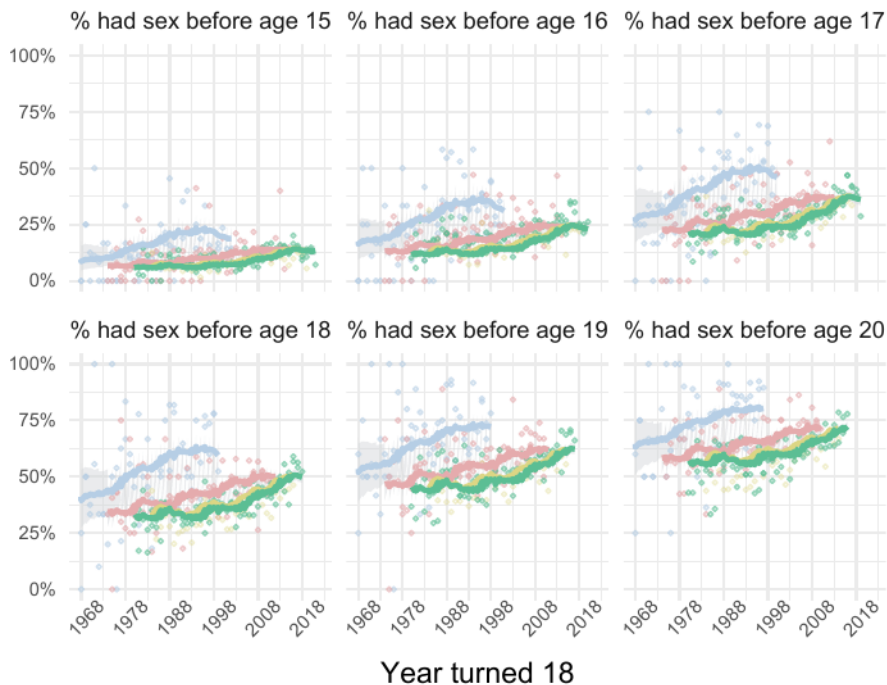 % had sex before age 15 % had sex before age 16 % had sex before age 17
100%
75%
50%
25%
0%
% had sex before age 18 % had sex before age 19 % had sex before age 20
100%
75%
50%
25%
0%
1968 1978 1988 1998 2008 2018 1968 1978 1988 1998 2008 2018 1968 1978 1988 1998 2008 2018
Year turned 18